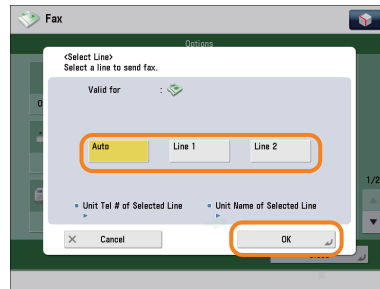 Fax
Options
<Select Line>
Select a line to send fax.
Valid for :
0
Auto Line 1 Line 2
1/2
Unit Tel # of Selected Line Unit Name of Selected Line
Cancel OK